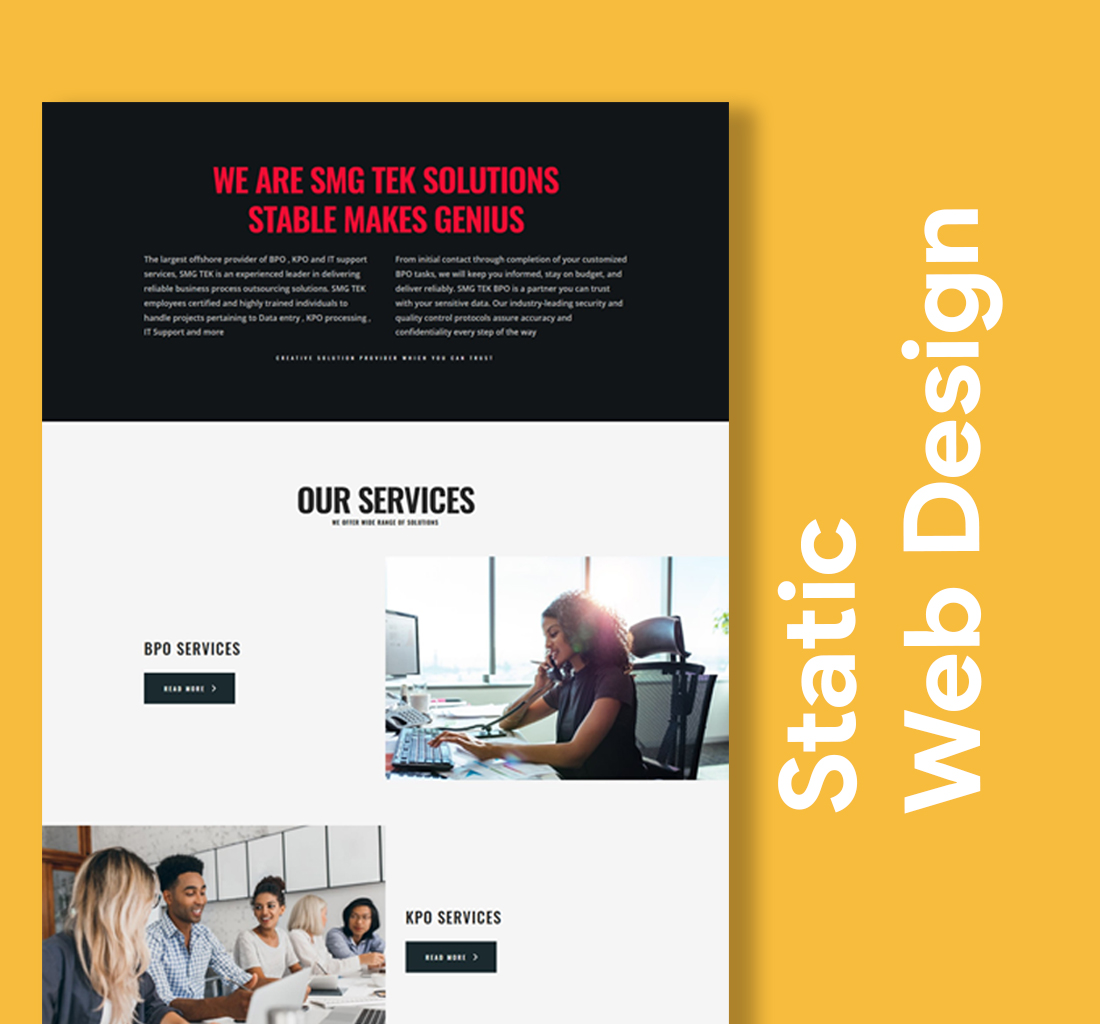 WE ARE SMG TEK SOLUTIONS
STABLE MAKES GENIUS
The largest offshore provider of BPO , KPO and IT support
services, SMG TEK is an experienced leader in delivering
reliable business process outsourcing solutions. SMG TEK
employees certified and highly trained individuals to
handle projects pertaining to Data entry , KPO processing ,
IT Support and more
From initial contact through completion of your customized
BPO tasks, we will keep you informed, stay on budget, and
deliver reliably. SMG TEK BPO is a partner you can trust
with your sensitive data. Our industry-leading security and
quality control protocols assure accuracy and
confidentiality every step of the way
CREATIVE SOLUTION PROVIDER WHICH YOU CAN TRUST
OUR SERVICES
WE OFFER WIDE RANGE OF SOLUTIONS
BPO SERVICES
READ MORE
KPO SERVICES
READ MORE
Static
Web Design